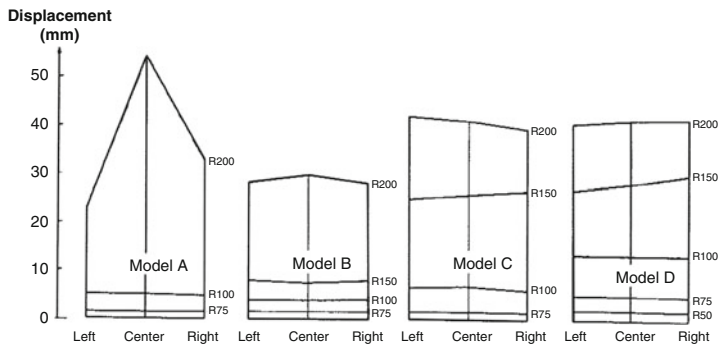 Displacement
(mm)
50
40
30
20
10
0
R200
R100
R75
Model A
Left Center Right
R200
R150
R100
R75
Model B
Left Center Right
R200
R150
R100
R75
Model C
Left Center Right
R200
R150
R100
R75
R50
Model D
Left Center Right